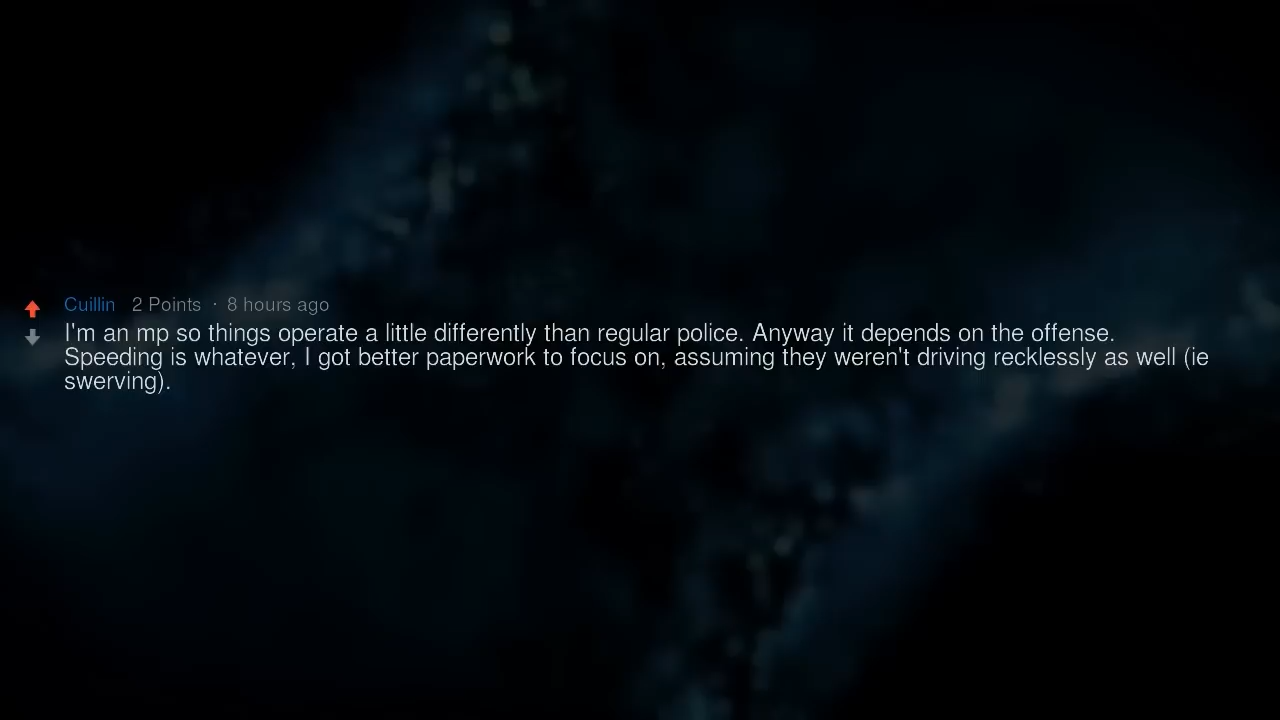 Cuillin 2 Points · 8 hours ago
I'm an mp so things operate a little differently than regular police. Anyway it depends on the offense.
Speeding is whatever, I got better paperwork to focus on, assuming they weren't driving recklessly as well (ie
swerving).